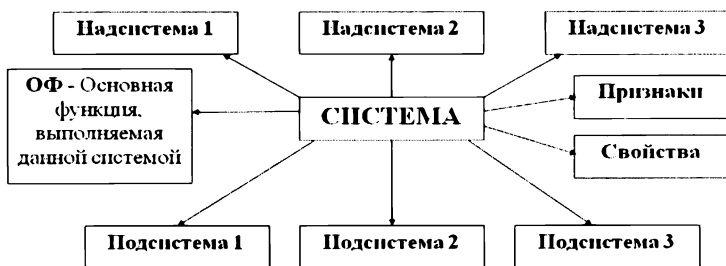 Надсистема 1
Надсистема 2
Надсистема 3
ОФ - Основная
функция,
выполняемая
данной системой
СИСТЕМА
Признаки
Свойства
Подсистема 1
Подсистема 2
Подсистема 3